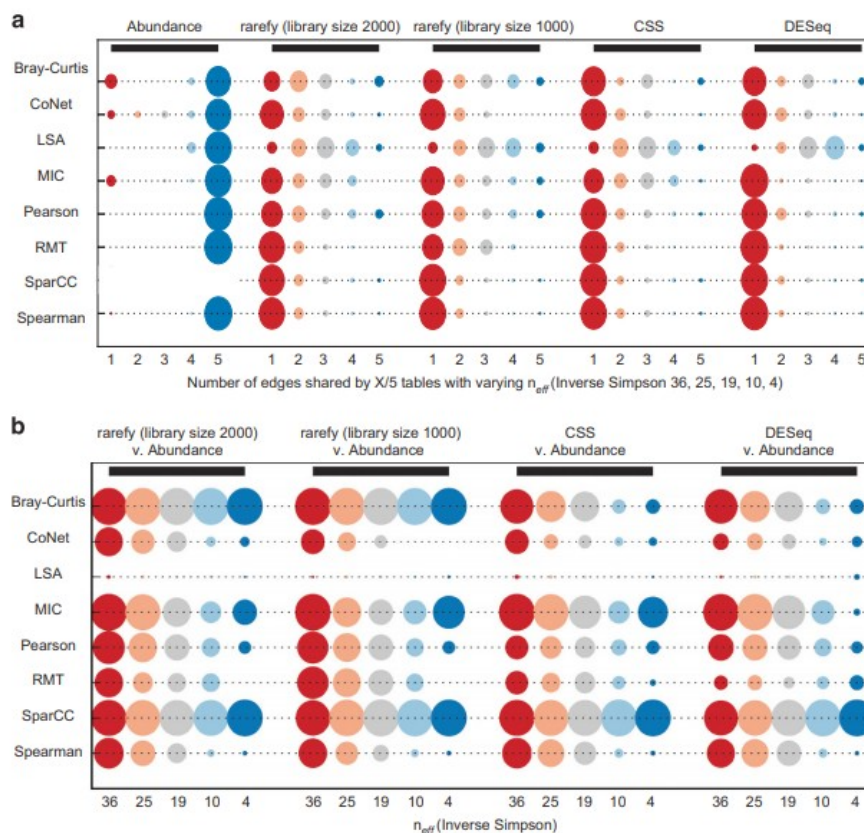 a
Abundance rarefy (library size 2000) rarefy (library size 1000) CSS DESeq
Bray-Curtis
CoNet
LSA
MIC
Pearson
RMT
SparCC
Spearman
1 2 3 4 5 1 2 3 4 5 1 2 3 4 5 1 2 3 4 5 1 2 3 4 5
Number of edges shared by X/5 tables with varying neff (Inverse Simpson 36, 25, 19, 10, 4)
b
rarefy (library size 2000) rarefy (library size 1000) CSS DESeq
v. Abundance v. Abundance v. Abundance v. Abundance
Bray-Curtis
CoNet
LSA
MIC
Pearson
RMT
SparCC
Spearman
36 25 19 10 4 36 25 19 10 4 36 25 19 10 4 36 25 19 10 4
neff (Inverse Simpson)